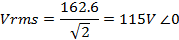 Vrms = 162.6 / √2 = 115V ∠0